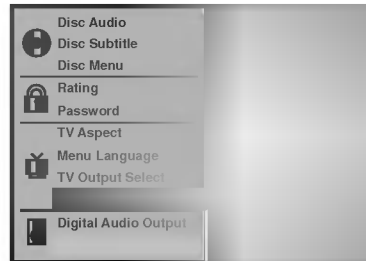 Disc Audio
Disc Subtitle
Disc Menu
Rating
Password
TV Aspect
Menu Language
TV Output Select
Digital Audio Output